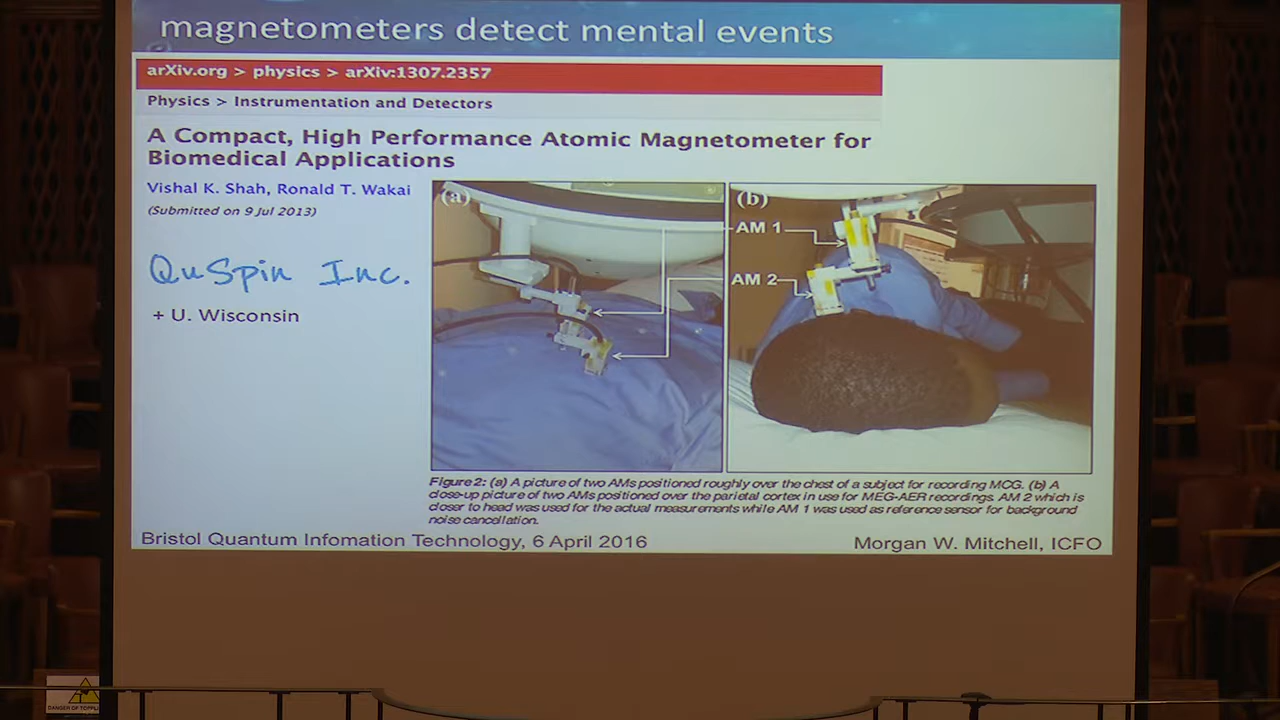 magnetometers detect mental events
arXiv.org > physics > arXiv:1307.2357
Physics > Instrumentation and Detectors
A Compact, High Performance Atomic Magnetometer for
Biomedical Applications
Vishal K. Shah, Ronald T. Wakai
(Submitted on 9 Jul 2013)
QuSpin Inc.
+ U. Wisconsin
(a)
(b)
AM 1
AM 2
Figure 2: (a) A picture of two AMs positioned roughly over the chest of a subject for recording MCG. (b) A
close-up picture of two AMs positioned over the parietal cortex in use for MEG-AER recordings. AM 2 which is
closer to head was used for the actual measurements while AM 1 was used as reference sensor for background
noise cancellation.
Bristol Quantum Infomation Technology, 6 April 2016
Morgan W. Mitchell, ICFO
DANGER OF TOPPLI